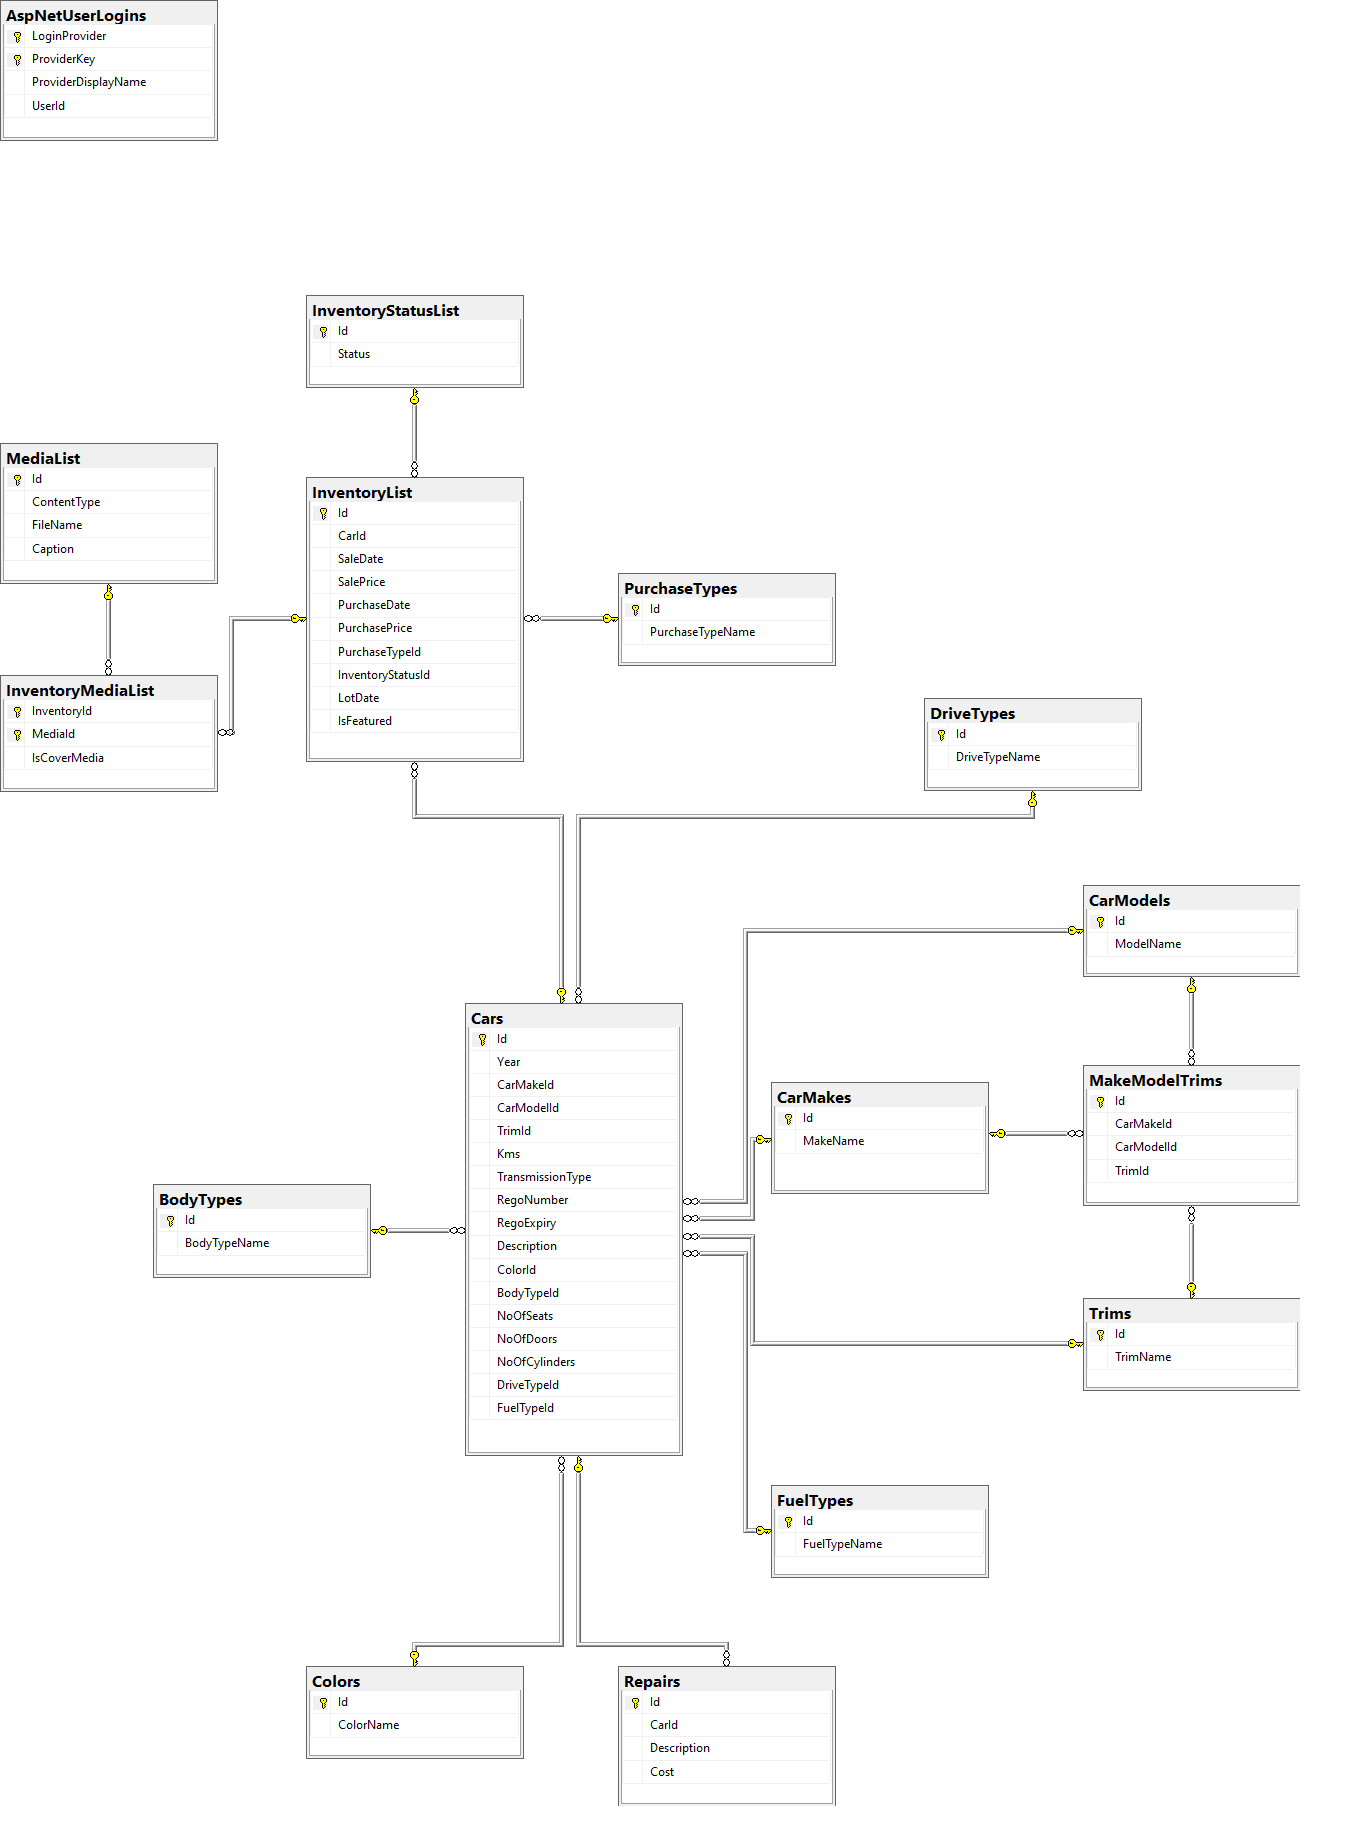 AspNetUserLogins
LoginProvider
ProviderKey
ProviderDisplayName
UserId
InventoryStatusList
Id
Status
MediaList
Id
ContentType
FileName
Caption
InventoryList
Id
CarId
SaleDate
SalePrice
PurchaseDate
PurchasePrice
PurchaseTypeId
InventoryStatusId
LotDate
IsFeatured
PurchaseTypes
Id
PurchaseTypeName
InventoryMediaList
InventoryId
MediaId
IsCoverMedia
DriveTypes
Id
DriveTypeName
CarModels
Id
ModelName
Cars
Id
Year
CarMakeId
CarModelId
TrimId
Kms
TransmissionType
RegoNumber
RegoExpiry
Description
ColorId
BodyTypeId
NoOfSeats
NoOfDoors
NoOfCylinders
DriveTypeId
FuelTypeId
CarMakes
Id
MakeName
MakeModelTrims
Id
CarMakeId
CarModelId
TrimId
BodyTypes
Id
BodyTypeName
Trims
Id
TrimName
FuelTypes
Id
FuelTypeName
Colors
Id
ColorName
Repairs
Id
CarId
Description
Cost